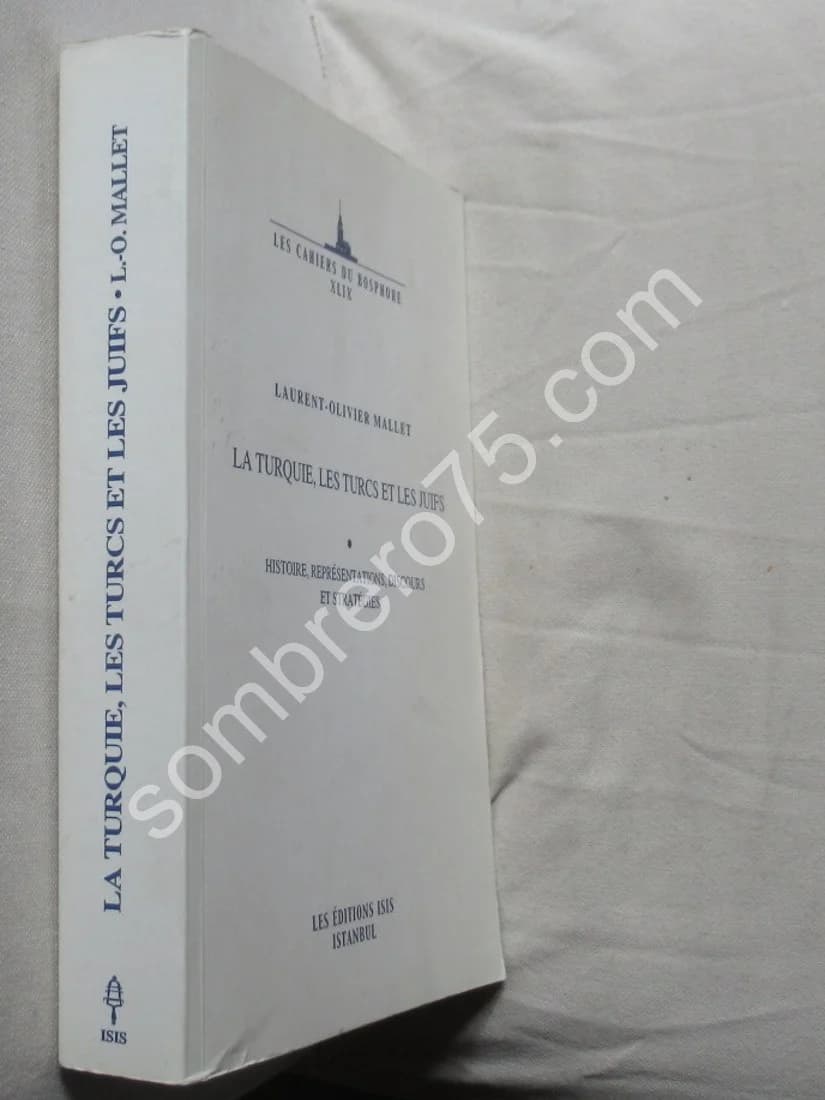 LA TURQUIE, LES TURCS ET LES JUIFS • L.-O. MALLET
ISIS
LES CAHIERS DU BOSPHORE
XLIX
LAURENT-OLIVIER MALLET
LA TURQUIE, LES TURCS ET LES JUIFS
•
HISTOIRE, REPRÉSENTATIONS, DISCOURS
ET STRATÉGIES
LES ÉDITIONS ISIS
ISTANBUL
sombrero75.com